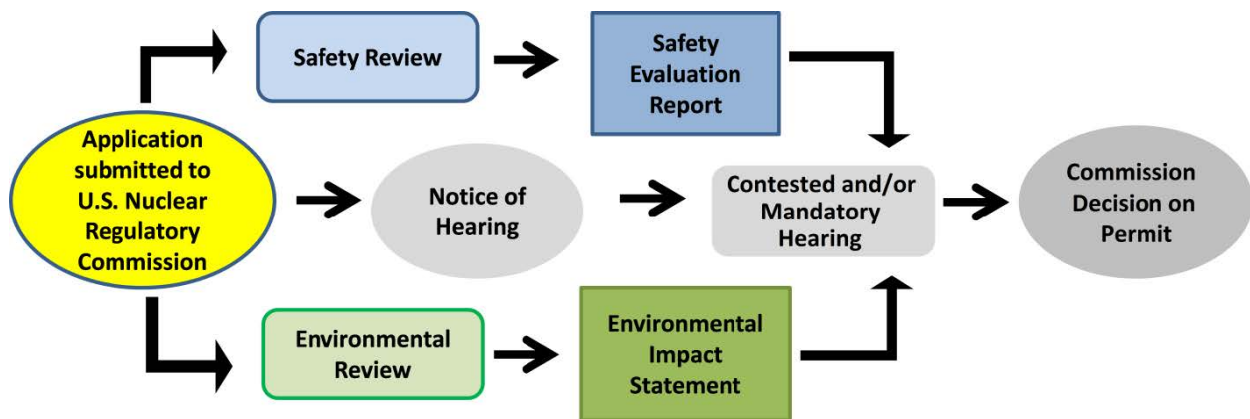 Safety Review
Safety
Evaluation
Report
Application
submitted to
U.S. Nuclear
Regulatory
Commission
Notice of
Hearing
Contested and/or
Mandatory
Hearing
Commission
Decision on
Permit
Environmental
Review
Environmental
Impact
Statement